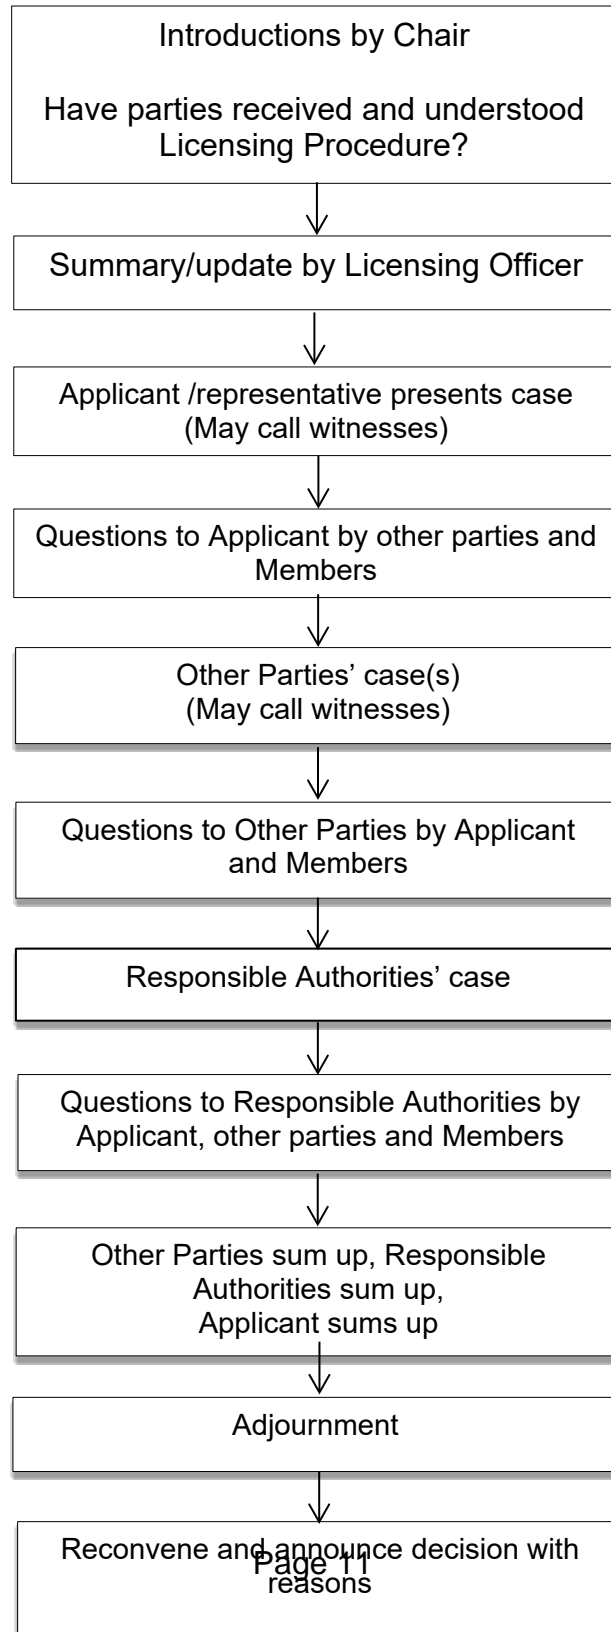 Introductions by Chair
Have parties received and understood
Licensing Procedure?
Summary/update by Licensing Officer
Applicant /representative presents case
(May call witnesses)
Questions to Applicant by other parties and
Members
Other Parties’ case(s)
(May call witnesses)
Questions to Other Parties by Applicant
and Members
Responsible Authorities’ case
Questions to Responsible Authorities by
Applicant, other parties and Members
Other Parties sum up, Responsible
Authorities sum up,
Applicant sums up
Adjournment
Reconvene and announce decision with
Page 11
reasons